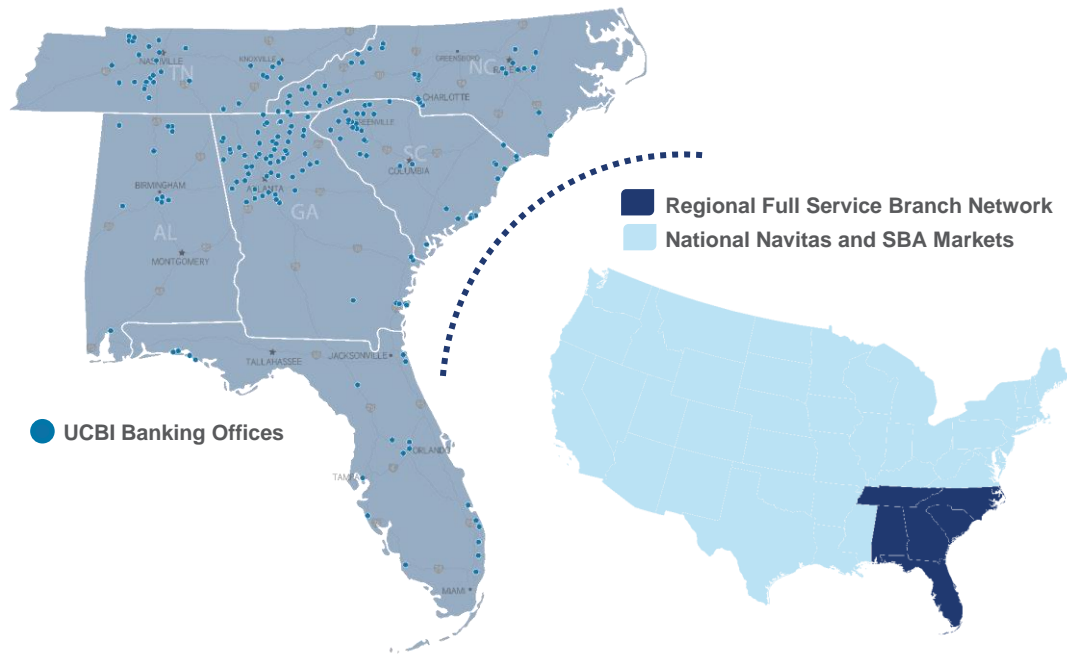 NASHVILLE
TN
KNOXVILLE
GREENSBORO
NC
CHARLOTTE
SC
COLUMBIA
BIRMINGHAM
ATLANTA
GA
AL
MONTGOMERY
TALLAHASSEE
JACKSONVILLE
ORLANDO
TAMPA
MIAMI
UCBI Banking Offices
Regional Full Service Branch Network
National Navitas and SBA Markets